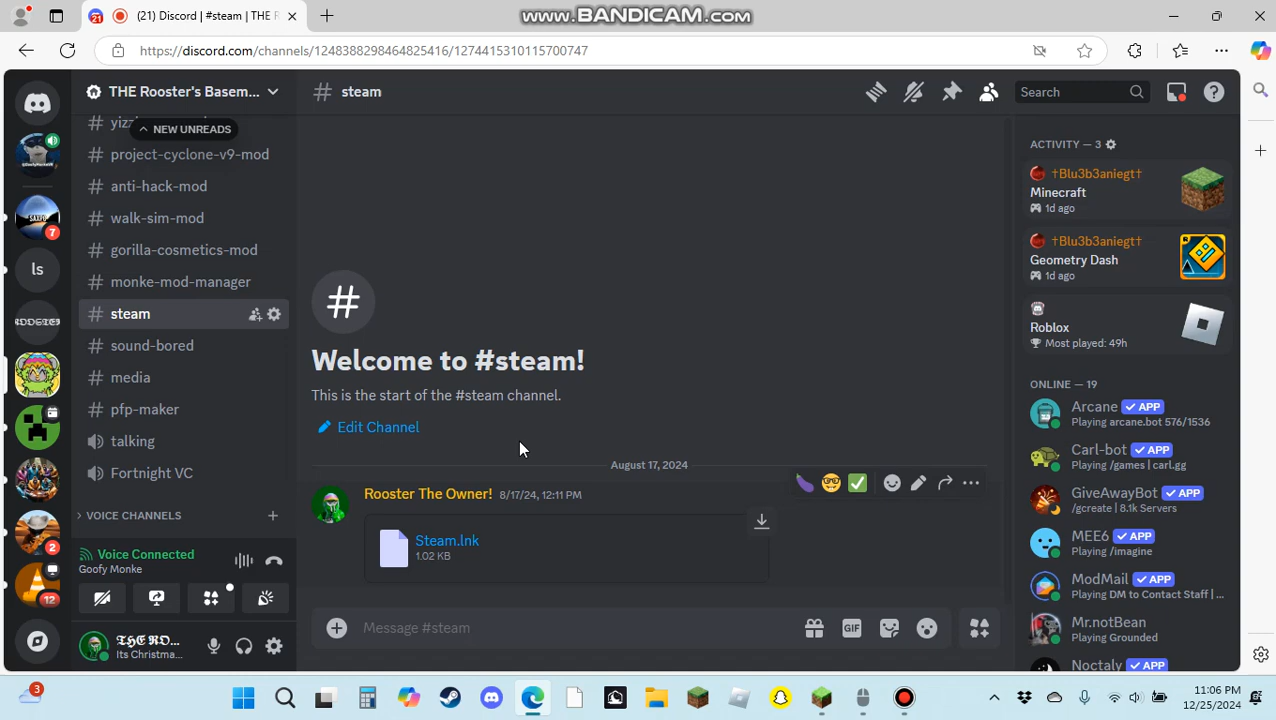 (21) Discord | #steam | THE R
WWW.BANDICAM.COM
https://discord.com/channels/1248388298464825416/1274415310115700747
THE Rooster's Basem...
# steam
Search
NEW UNREADS
# project-cyclone-v9-mod
# anti-hack-mod
# walk-sim-mod
# gorilla-cosmetics-mod
# monke-mod-manager
# steam
# sound-bored
# media
# pfp-maker
talking
Fortnight VC
VOICE CHANNELS
Voice Connected
Goofy Monke
Its Christma...
7
ls
2
12
Welcome to #steam!
This is the start of the #steam channel.
Edit Channel
August 17, 2024
Rooster The Owner! 8/17/24, 12:11 PM
Steam.lnk
1.02 KB
Message #steam
GIF
ACTIVITY — 3
†Blu3b3aniegt†
Minecraft
1d ago
†Blu3b3aniegt†
Geometry Dash
1d ago
Roblox
Most played: 49h
ONLINE — 19
Arcane ✓ APP
Playing arcane.bot 576/1536
Carl-bot ✓ APP
Playing /games | carl.gg
GiveAwayBot ✓ APP
/gcreate | 8.1k Servers
MEE6 ✓ APP
Playing /imagine
ModMail ✓ APP
Playing DM to Contact Staff | ...
Mr.notBean
Playing Grounded
Noctaly ✓ APP
3
11:06 PM
12/25/2024